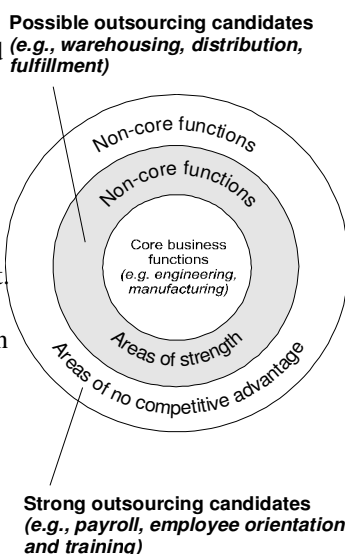 Possible outsourcing candidates
(e.g., warehousing, distribution,
fulfillment)
Non-core functions
Non-core functions
Core business
functions
(e.g. engineering,
manufacturing)
Areas of strength
Areas of no competitive advantage
Strong outsourcing candidates
(e.g., payroll, employee orientation
and training)